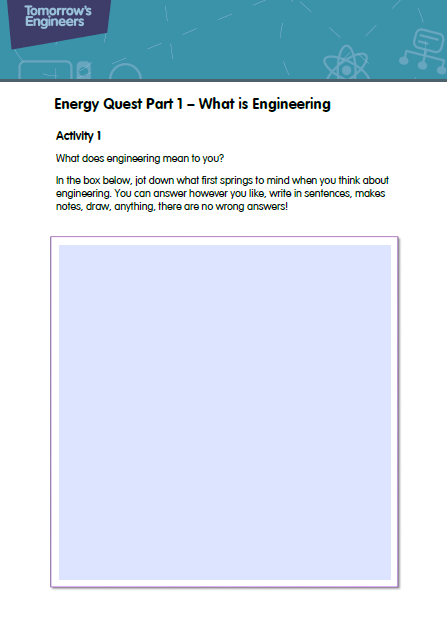 Tomorrow's
Engineers
Energy Quest Part 1 – What is Engineering
Activity 1
What does engineering mean to you?
In the box below, jot down what first springs to mind when you think about
engineering. You can answer however you like, write in sentences, makes
notes, draw, anything, there are no wrong answers!